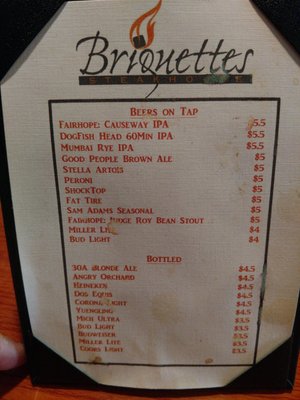 Briquettes
STEAKHOUSE
BEERS ON TAP
FAIRHOPE: CAUSEWAY IPA $5.5
DOGFISH HEAD 60MIN IPA $5.5
MUMBAI RYE IPA $5.5
GOOD PEOPLE BROWN ALE $5
STELLA ARTOIS $5
PERONI $5
SHOCKTOP $5
FAT TIRE $5
SAM ADAMS SEASONAL $5
FAIRHOPE: JUDGE ROY BEAN STOUT $5
MILLER LITE $4
BUD LIGHT $4
BOTTLED
30A BLONDE ALE $4.5
ANGRY ORCHARD $4.5
HEINEKEN $4.5
DOS EQUIS $4.5
CORONA LIGHT $4.5
YUENGLING $4.5
MICH ULTRA $3.5
BUD LIGHT $3.5
BUDWEISER $3.5
MILLER LITE $3.5
COORS LIGHT $3.5